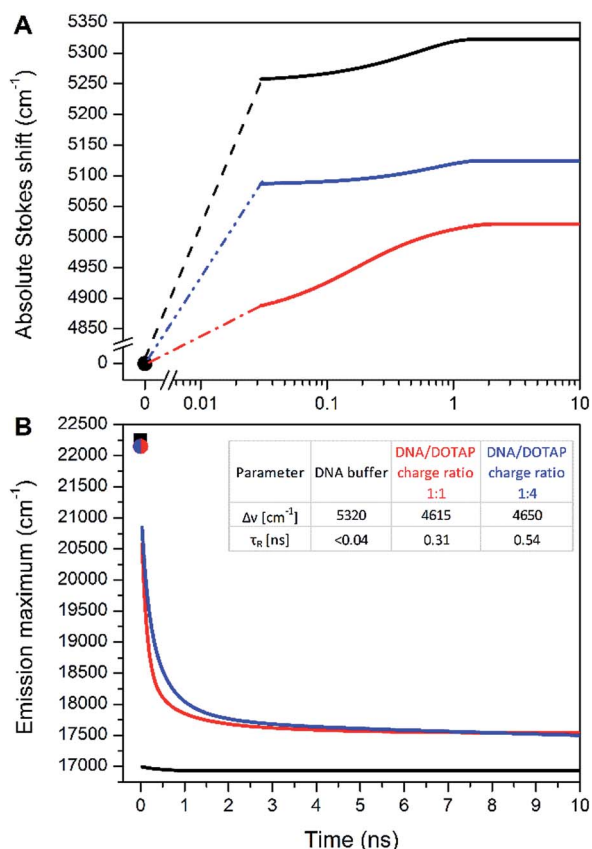 A
5350
5300
5250
5200
5150
5100
5050
5000
4950
4900
4850
0
Absolute Stokes shift (cm⁻¹)
0 0.01 0.1 1 10
B
22500
22000
21500
21000
20500
20000
19500
19000
18500
18000
17500
17000
Emission maximum (cm⁻¹)
Parameter DNA buffer DNA/DOTAP charge ratio 1:1 DNA/DOTAP charge ratio 1:4
Δν [cm⁻¹] 5320 4615 4650
τR [ns] <0.04 0.31 0.54
0 1 2 3 4 5 6 7 8 9 10
Time (ns)